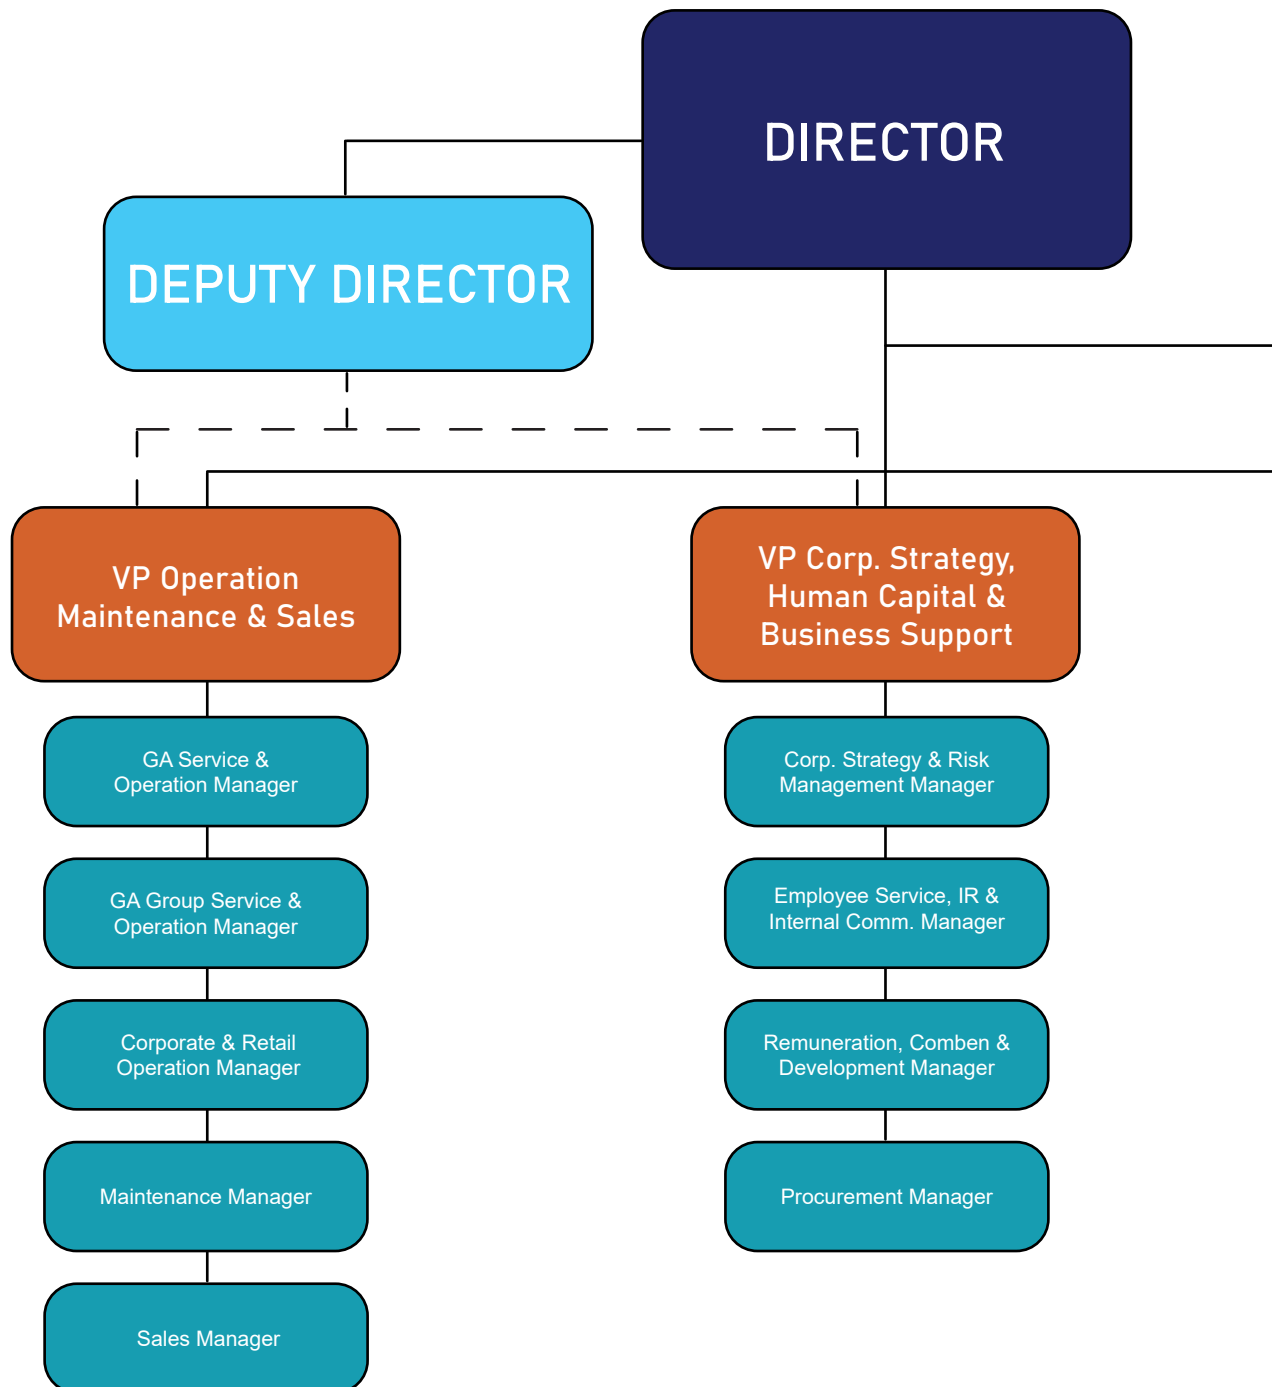 DIRECTOR
DEPUTY DIRECTOR
VP Operation
Maintenance & Sales
GA Service &
Operation Manager
GA Group Service &
Operation Manager
Corporate & Retail
Operation Manager
Maintenance Manager
Sales Manager
VP Corp. Strategy,
Human Capital &
Business Support
Corp. Strategy & Risk
Management Manager
Employee Service, IR &
Internal Comm. Manager
Remuneration, Comben &
Development Manager
Procurement Manager